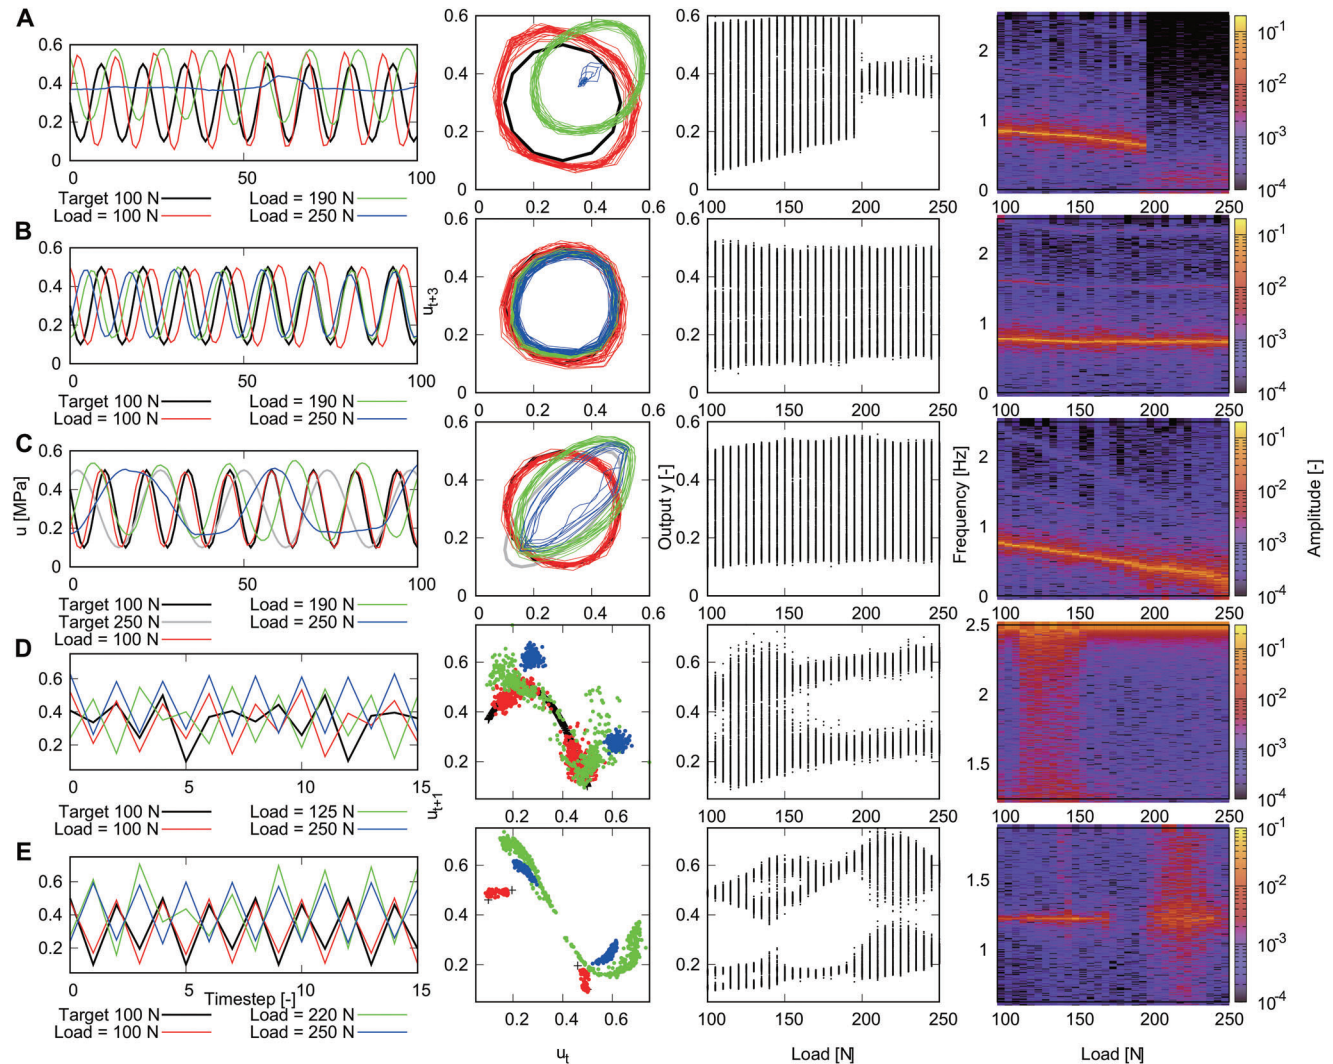 A
0.6
0.4
0.2
0
0 50 100
Target 100 N
Load = 100 N
Load = 190 N
Load = 250 N
0.6
0.4
0.2
0
0 0.2 0.4 0.6
0.6
0.4
0.2
0
100 150 200 250
2
1
0
100 150 200 250
10-1
10-2
10-3
10-4
B
0.6
0.4
0.2
0
0 50 100
Target 100 N
Load = 100 N
Load = 190 N
Load = 250 N
ut+3
0.6
0.4
0.2
0
0 0.2 0.4 0.6
0.6
0.4
0.2
0
100 150 200 250
2
1
0
100 150 200 250
10-1
10-2
10-3
10-4
C
u [MPa]
0.6
0.4
0.2
0
0 50 100
Target 100 N
Target 250 N
Load = 100 N
Load = 190 N
Load = 250 N
0.6
0.4
0.2
0
0 0.2 0.4 0.6
Output y [-]
0.6
0.4
0.2
0
100 150 200 250
Frequency [Hz]
2
1
0
100 150 200 250
10-1
10-2
10-3
10-4
Amplitude [-]
D
0.6
0.4
0.2
0 5 10 15
Target 100 N
Load = 100 N
Load = 125 N
Load = 250 N
ut+1
0.6
0.4
0.2
0.2 0.4 0.6
0.6
0.4
0.2
100 150 200 250
2.5
2
1.5
100 150 200 250
10-1
10-2
10-3
10-4
E
0.6
0.4
0.2
0 5 10 15
Timestep [-]
Target 100 N
Load = 100 N
Load = 220 N
Load = 250 N
0.6
0.4
0.2
0.2 0.4 0.6
ut
0.6
0.4
0.2
100 150 200 250
Load [N]
1.5
1
100 150 200 250
Load [N]
10-1
10-2
10-3
10-4